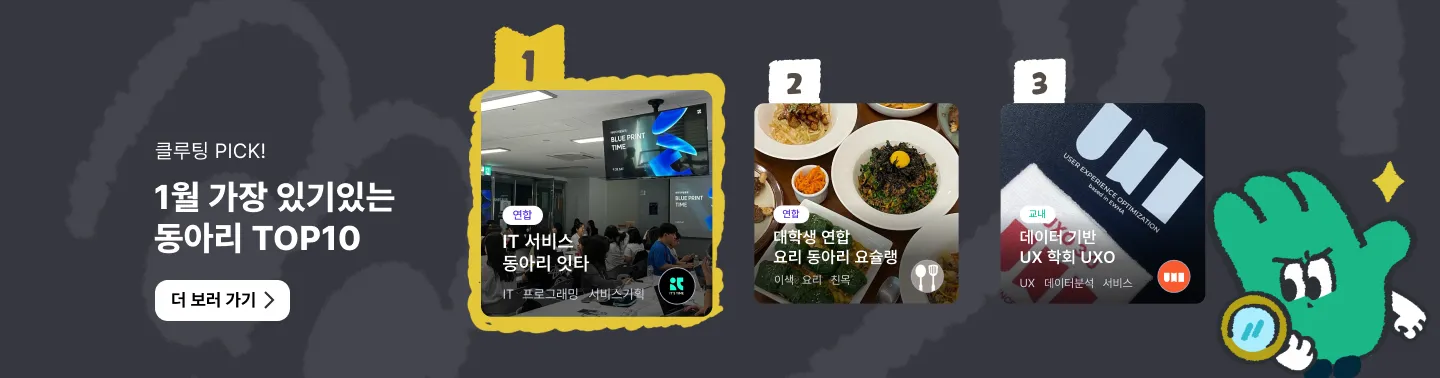 클루팅 PICK!
1월 가장 있기있는
동아리 TOP10
더 보러 가기
1
BLUE PRINT
TIME
BLUE PRINT
TIME
연합
IT 서비스
동아리 잇타
IT 프로그래밍 서비스기획
IT'S TIME
2
연합
대학생 연합
요리 동아리 요슐랭
이색 요리 친목
3
USER EXPERIENCE OPTIMIZATION
based in EWHA
교내
데이터 기반
UX 학회 UXO
UX 데이터분석 서비스